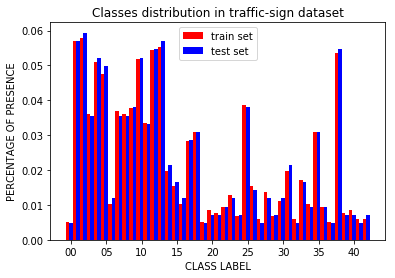 Classes distribution in traffic-sign dataset
train set
test set
PERCENTAGE OF PRESENCE
0.06
0.05
0.04
0.03
0.02
0.01
0.00
00 05 10 15 20 25 30 35 40
CLASS LABEL